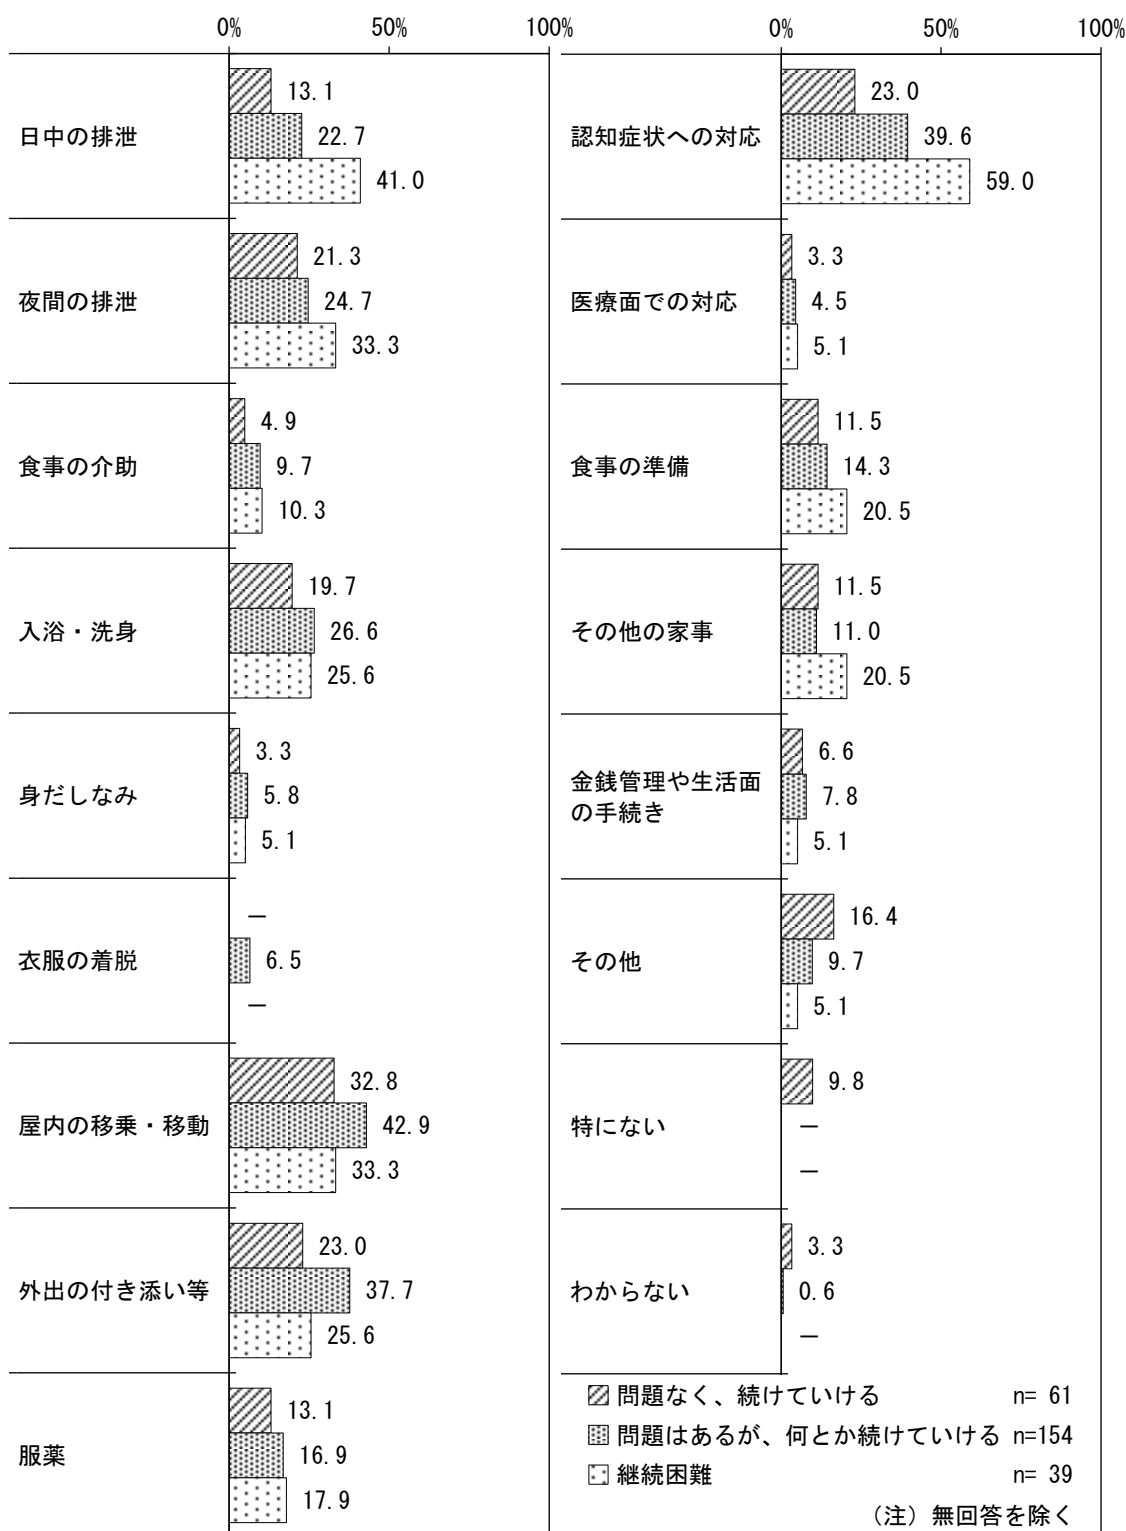 0%
50%
100%
日中の排泄
13.1
22.7
41.0
夜間の排泄
21.3
24.7
33.3
食事の介助
4.9
9.7
10.3
入浴・洗身
19.7
26.6
25.6
身だしなみ
3.3
5.8
5.1
衣服の着脱
－
6.5
－
屋内の移乗・移動
32.8
42.9
33.3
外出の付き添い等
23.0
37.7
25.6
服薬
13.1
16.9
17.9
0%
50%
100%
認知症状への対応
23.0
39.6
59.0
医療面での対応
3.3
4.5
5.1
食事の準備
11.5
14.3
20.5
その他の家事
11.5
11.0
20.5
金銭管理や生活面
の手続き
6.6
7.8
5.1
その他
16.4
9.7
5.1
特にない
9.8
－
－
わからない
3.3
0.6
－
問題なく、続けていける n= 61
問題はあるが、何とか続けていける n=154
継続困難 n= 39
（注）無回答を除く